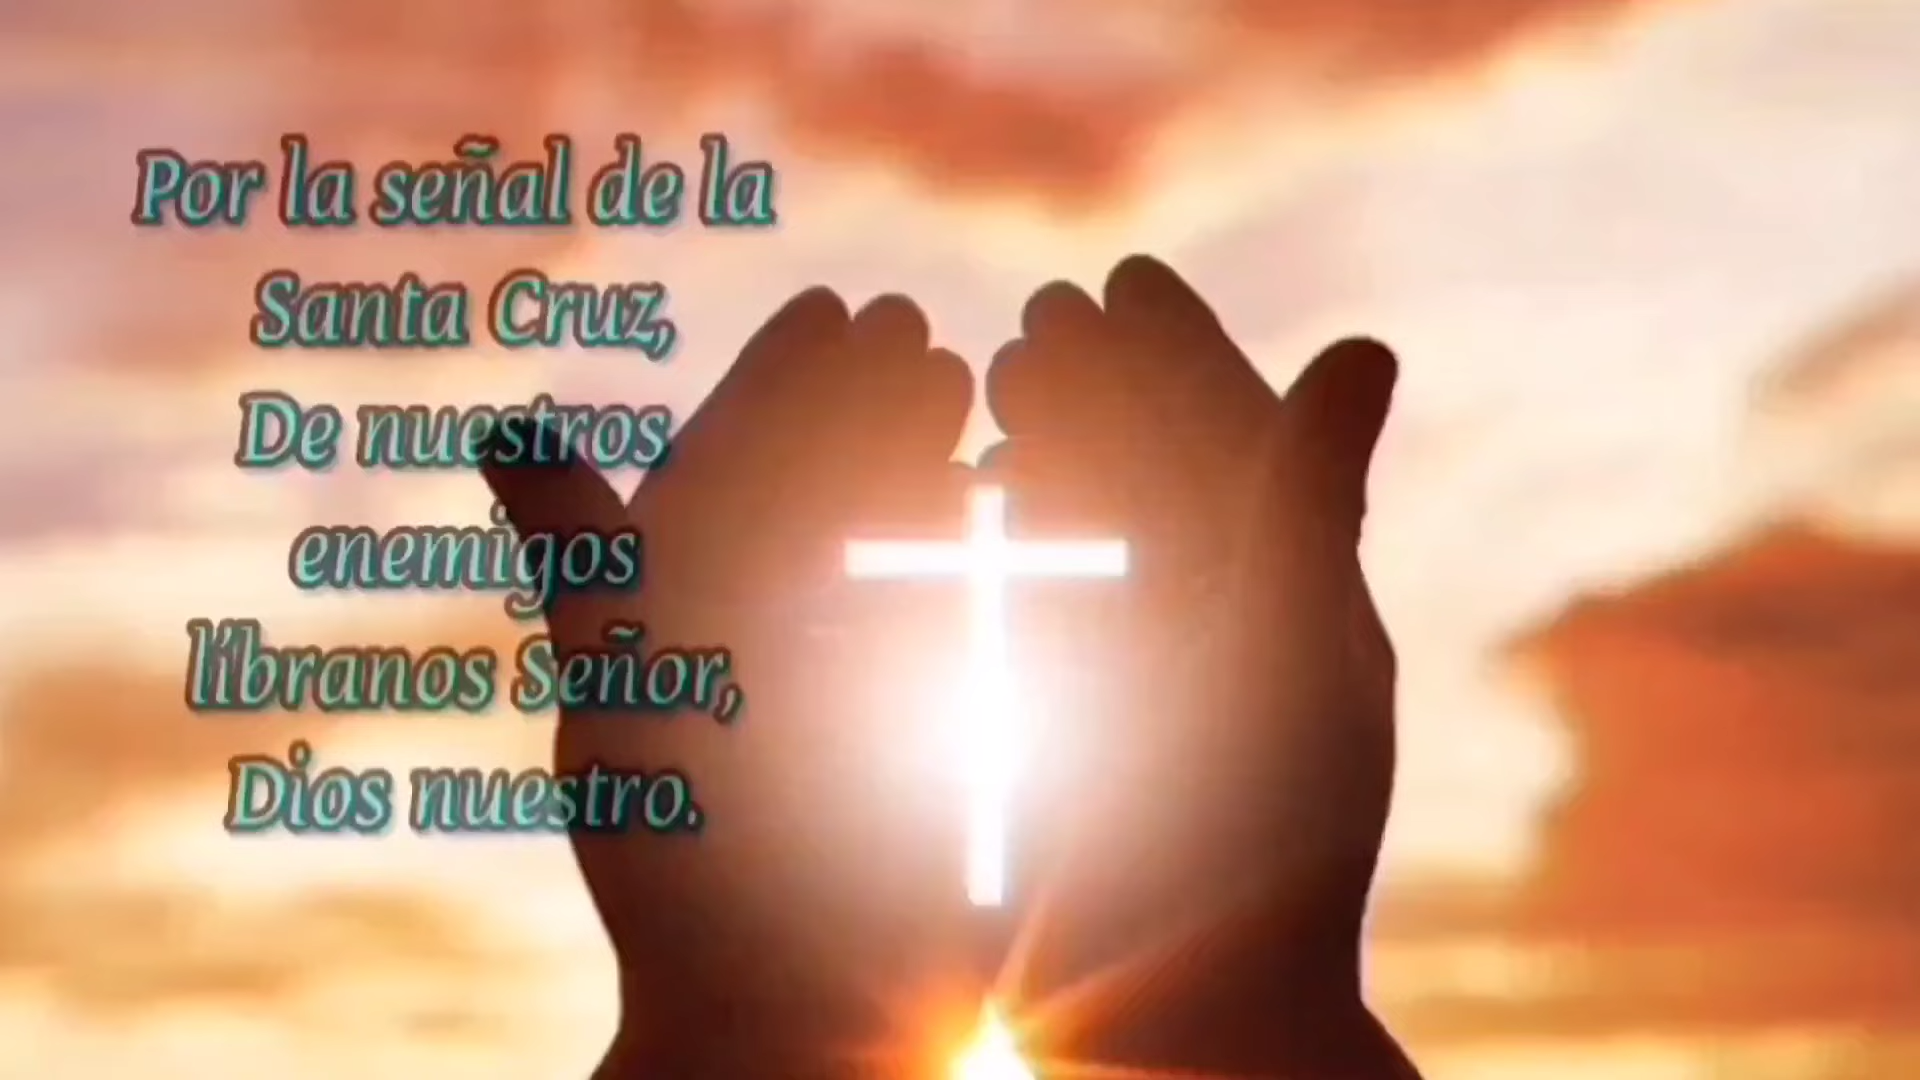 Por la señal de la
Santa Cruz,
De nuestros
enemigos
líbranos Señor,
Dios nuestro.